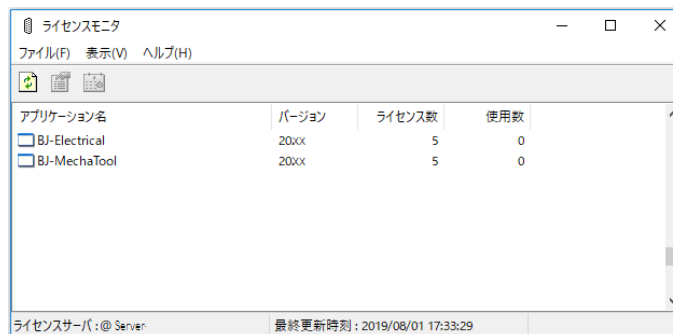 ライセンスモニタ
ファイル(F) 表示(V) ヘルプ(H)
アプリケーション名 バージョン ライセンス数 使用数
BJ-Electrical 20XX 5 0
BJ-MechaTool 20XX 5 0
ライセンスサーバ:@ Server 最終更新時刻 : 2019/08/01 17:33:29